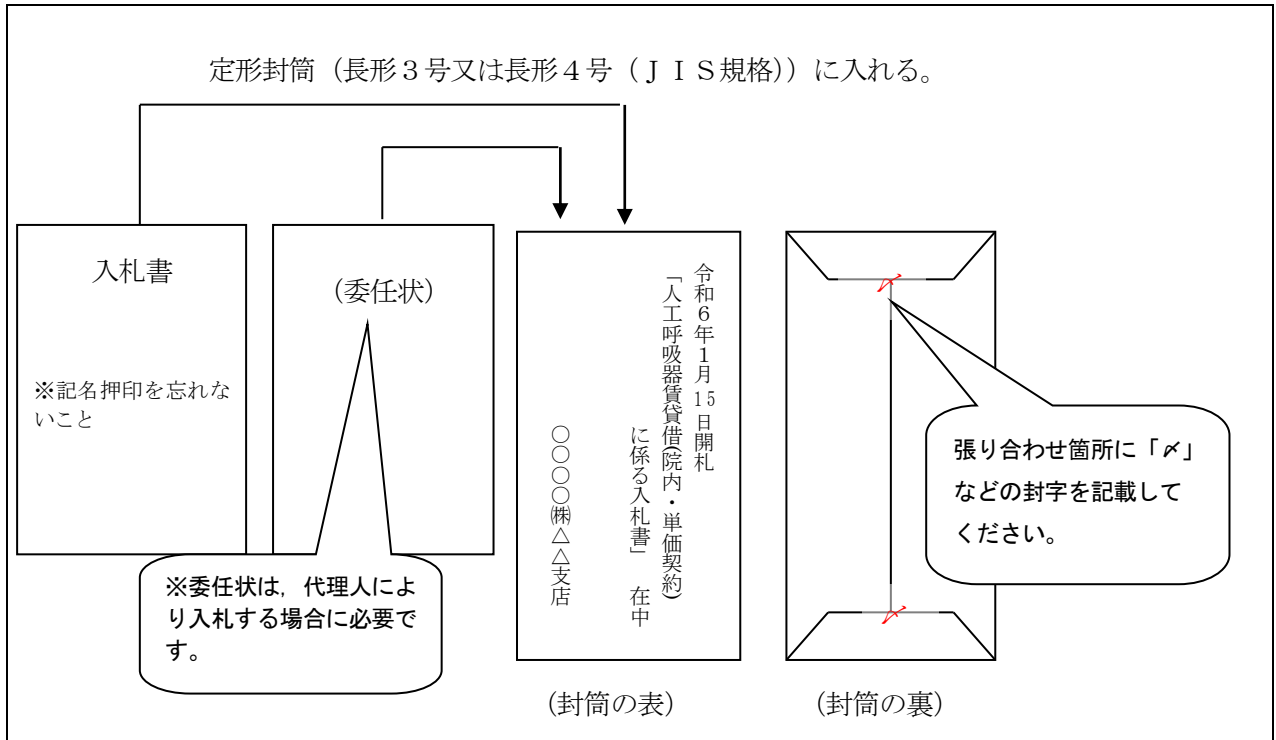 定形封筒（長形３号又は長形４号（ＪＩＳ規格））に入れる。
入札書
※記名押印を忘れな
いこと
（委任状）
※委任状は，代理人によ
り入札する場合に必要で
す。
令和６年１月15日開札
「人工呼吸器賃貸借(院内・単価契約)
に係る入札書」　在中
○○○○㈱△△支店
〆
張り合わせ箇所に「〆」
などの封字を記載して
ください。
〆
（封筒の表）
（封筒の裏）